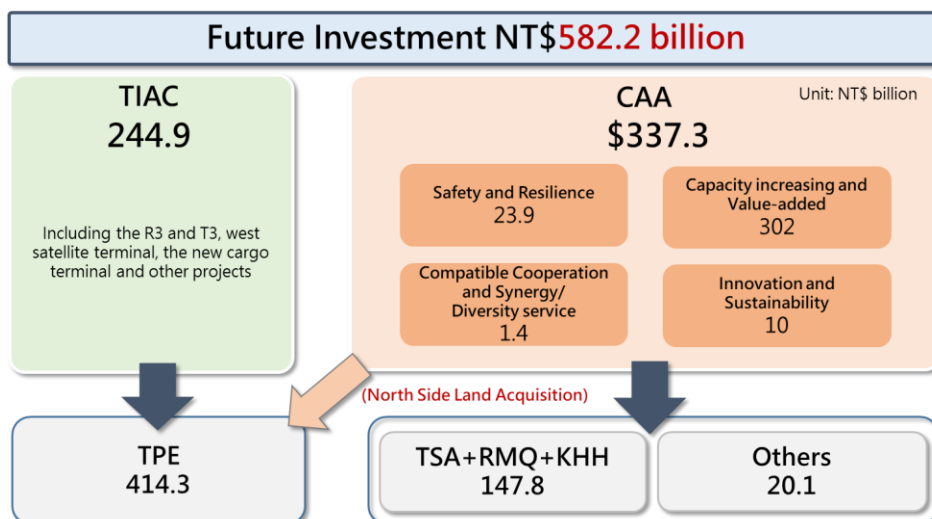 Future Investment NT$582.2 billion
TIAC
244.9
Including the R3 and T3, west
satellite terminal, the new cargo
terminal and other projects
CAA
$337.3
Unit: NT$ billion
Safety and Resilience
23.9
Capacity increasing and
Value-added
302
Compatible Cooperation
and Synergy/
Diversity service
1.4
Innovation and
Sustainability
10
(North Side Land Acquisition)
TPE
414.3
TSA+RMQ+KHH
147.8
Others
20.1